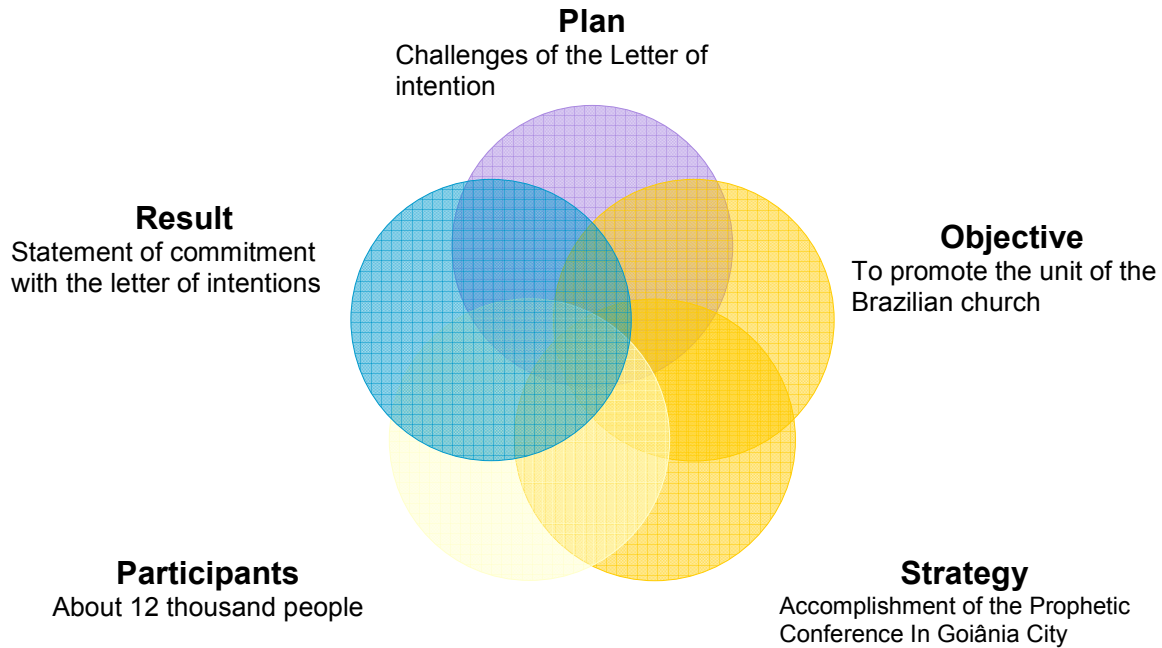 Plan
Challenges of the Letter of
intention
Result
Statement of commitment
with the letter of intentions
Objective
To promote the unit of the
Brazilian church
Participants
About 12 thousand people
Strategy
Accomplishment of the Prophetic
Conference In Goiânia City